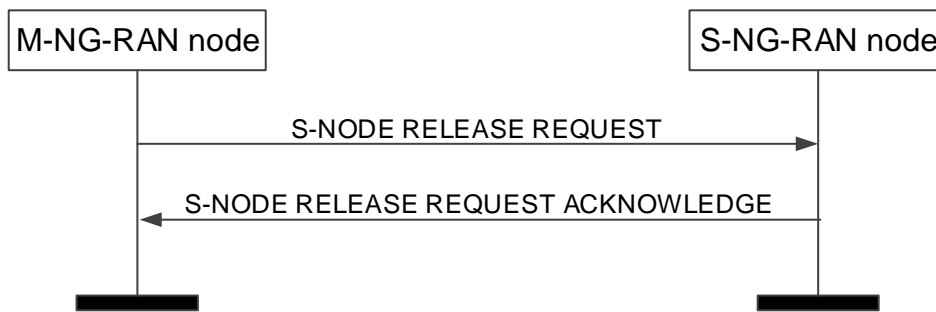 M-NG-RAN node
S-NG-RAN node
S-NODE RELEASE REQUEST
S-NODE RELEASE REQUEST ACKNOWLEDGE